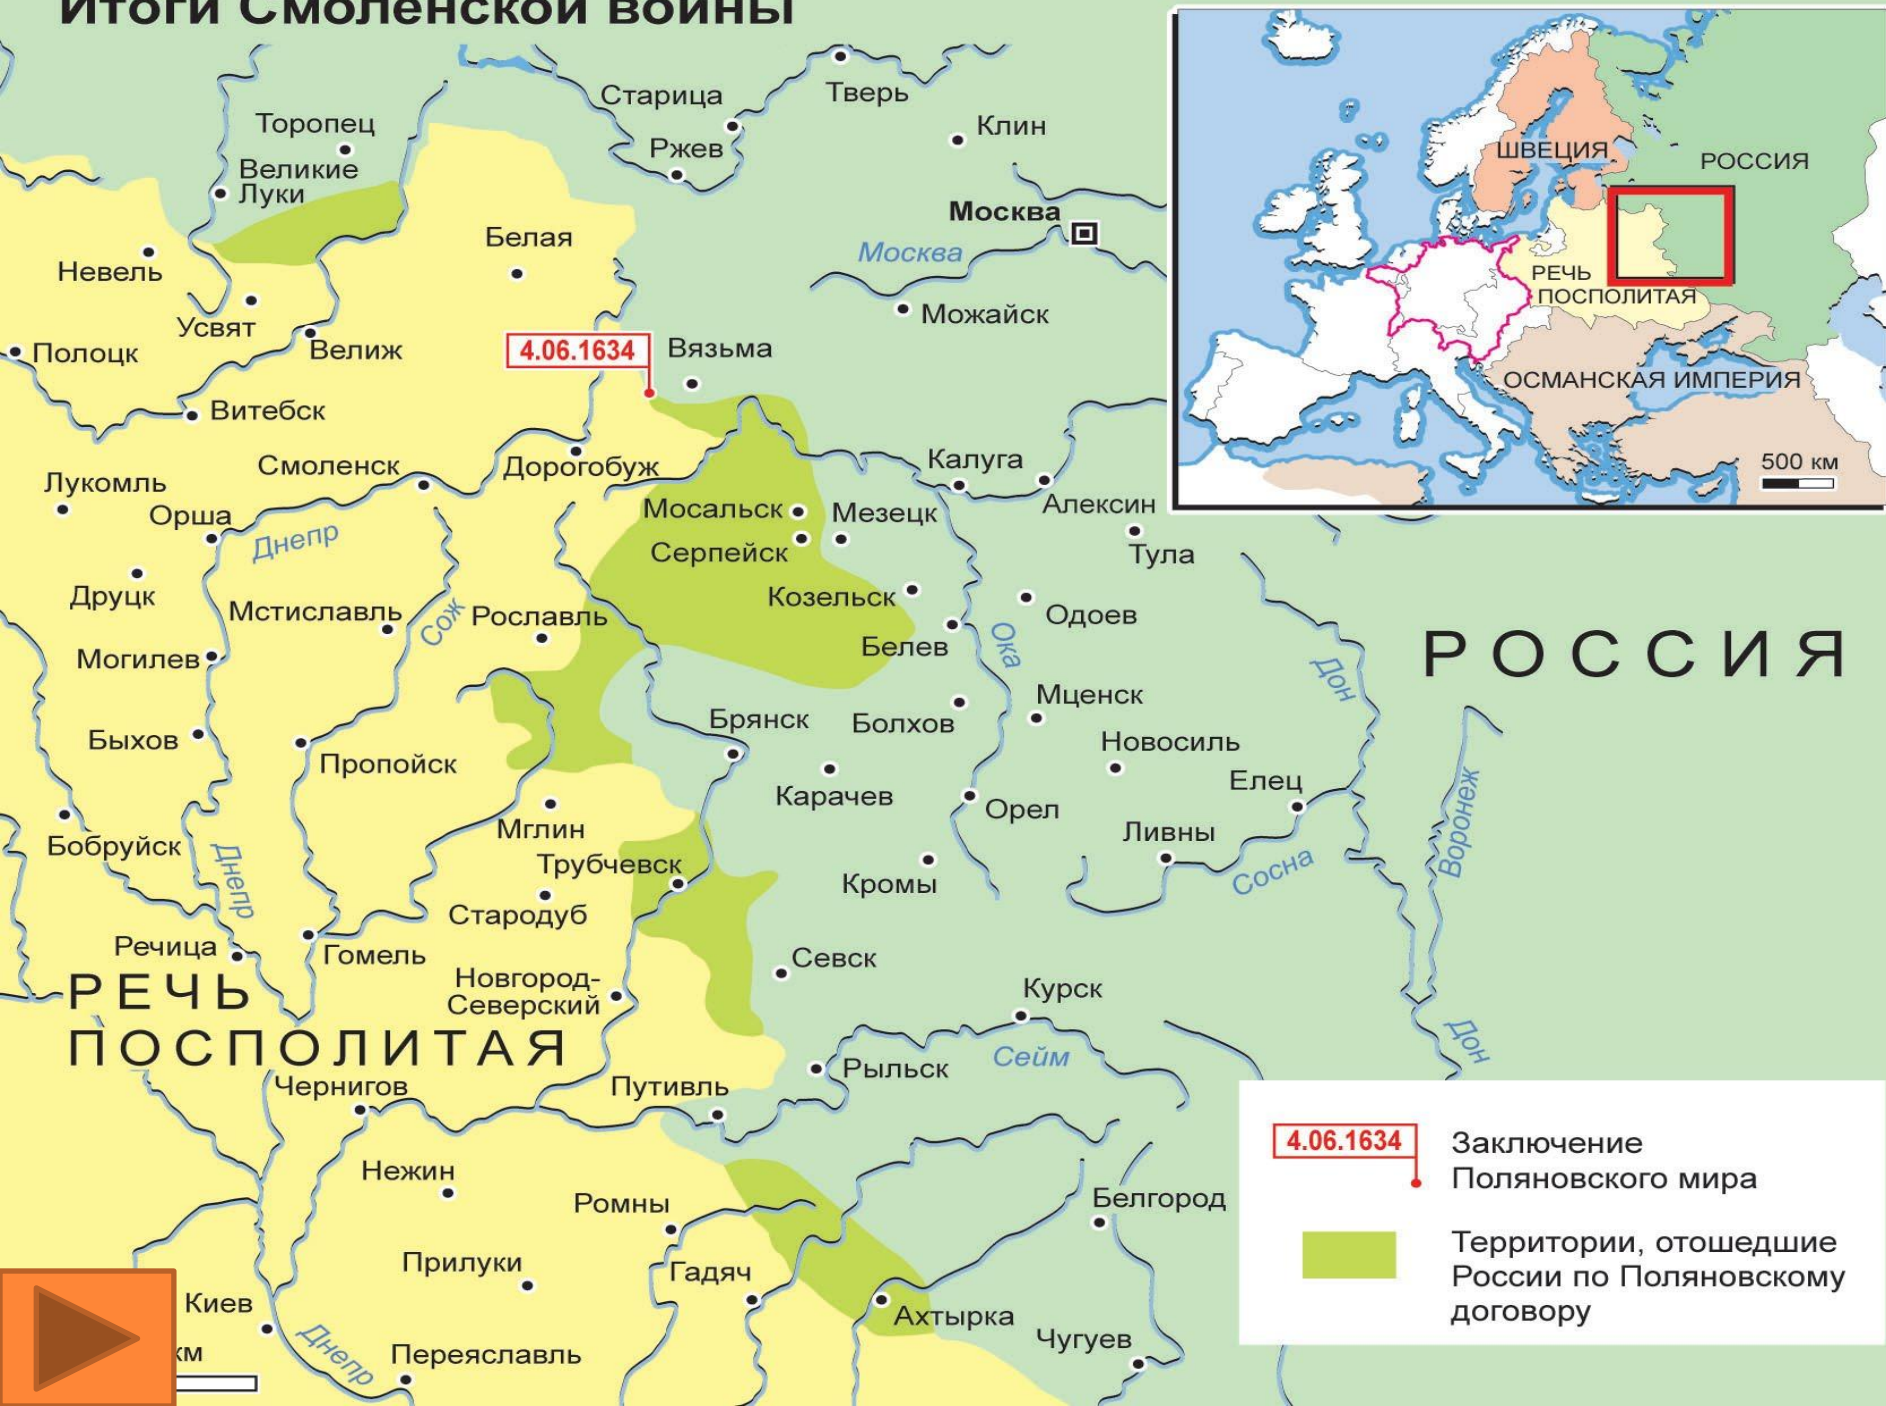 Итоги Смоленской войны
Старица
Тверь
Торопец
Клин
Ржев
Великие
Луки
Москва
Белая
Москва
Невель
Можайск
Усвят
Велиж
4.06.1634
Вязьма
Полоцк
Витебск
Смоленск
Дорогобуж
Калуга
Лукомль
Алексин
Орша
Мосальск
Мезецк
Днепр
Серпейск
Тула
Друцк
Козельск
Мстиславль
Сож
Рославль
Одоев
Могилев
Белев
Ока
РОССИЯ
Дон
Мценск
Брянск
Болхов
Быхов
Новосиль
Пропойск
Елец
Карачев
Орел
Воронеж
Мглин
Ливны
Бобруйск
Днепр
Трубчевск
Сосна
Кромы
Стародуб
Речица
Гомель
Севск
Новгород-
Северский
Курск
РЕЧЬ
ПОСПОЛИТАЯ
Сейм
Дон
Рыльск
Чернигов
Путивль
Нежин
Ромны
Белгород
Прилуки
Гадяч
Киев
Ахтырка
Днепр
Переяславль
Чугуев
км
ШВЕЦИЯ
РОССИЯ
РЕЧЬ
ПОСПОЛИТАЯ
ОСМАНСКАЯ ИМПЕРИЯ
500 км
4.06.1634
Заключение
Поляновского мира
Территории, отошедшие
России по Поляновскому
договору